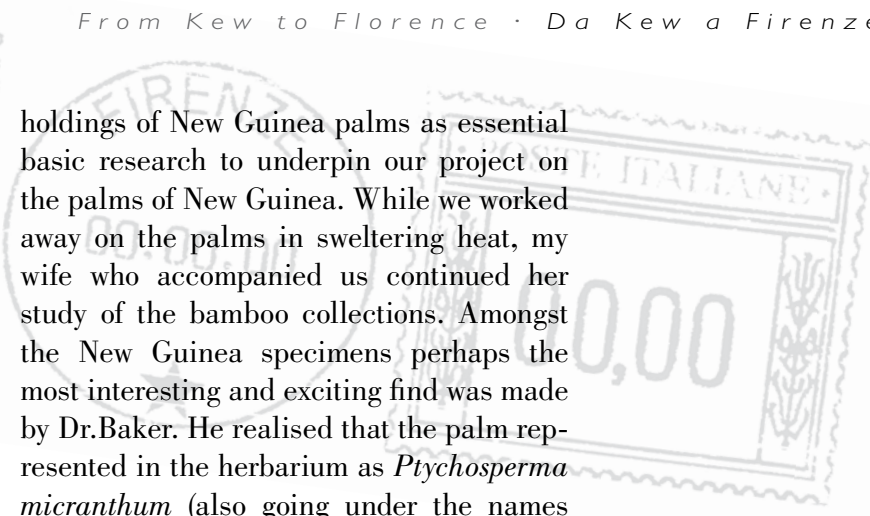 From Kew to Florence · Da Kew a Firenze
FIRENZE
00.00.00
· POSTE ITALIANE ·
00,00
holdings of New Guinea palms as essential
basic research to underpin our project on
the palms of New Guinea. While we worked
away on the palms in sweltering heat, my
wife who accompanied us continued her
study of the bamboo collections. Amongst
the New Guinea specimens perhaps the
most interesting and exciting find was made
by Dr.Baker. He realised that the palm rep-
resented in the herbarium as Ptychosperma
micranthum (also going under the names